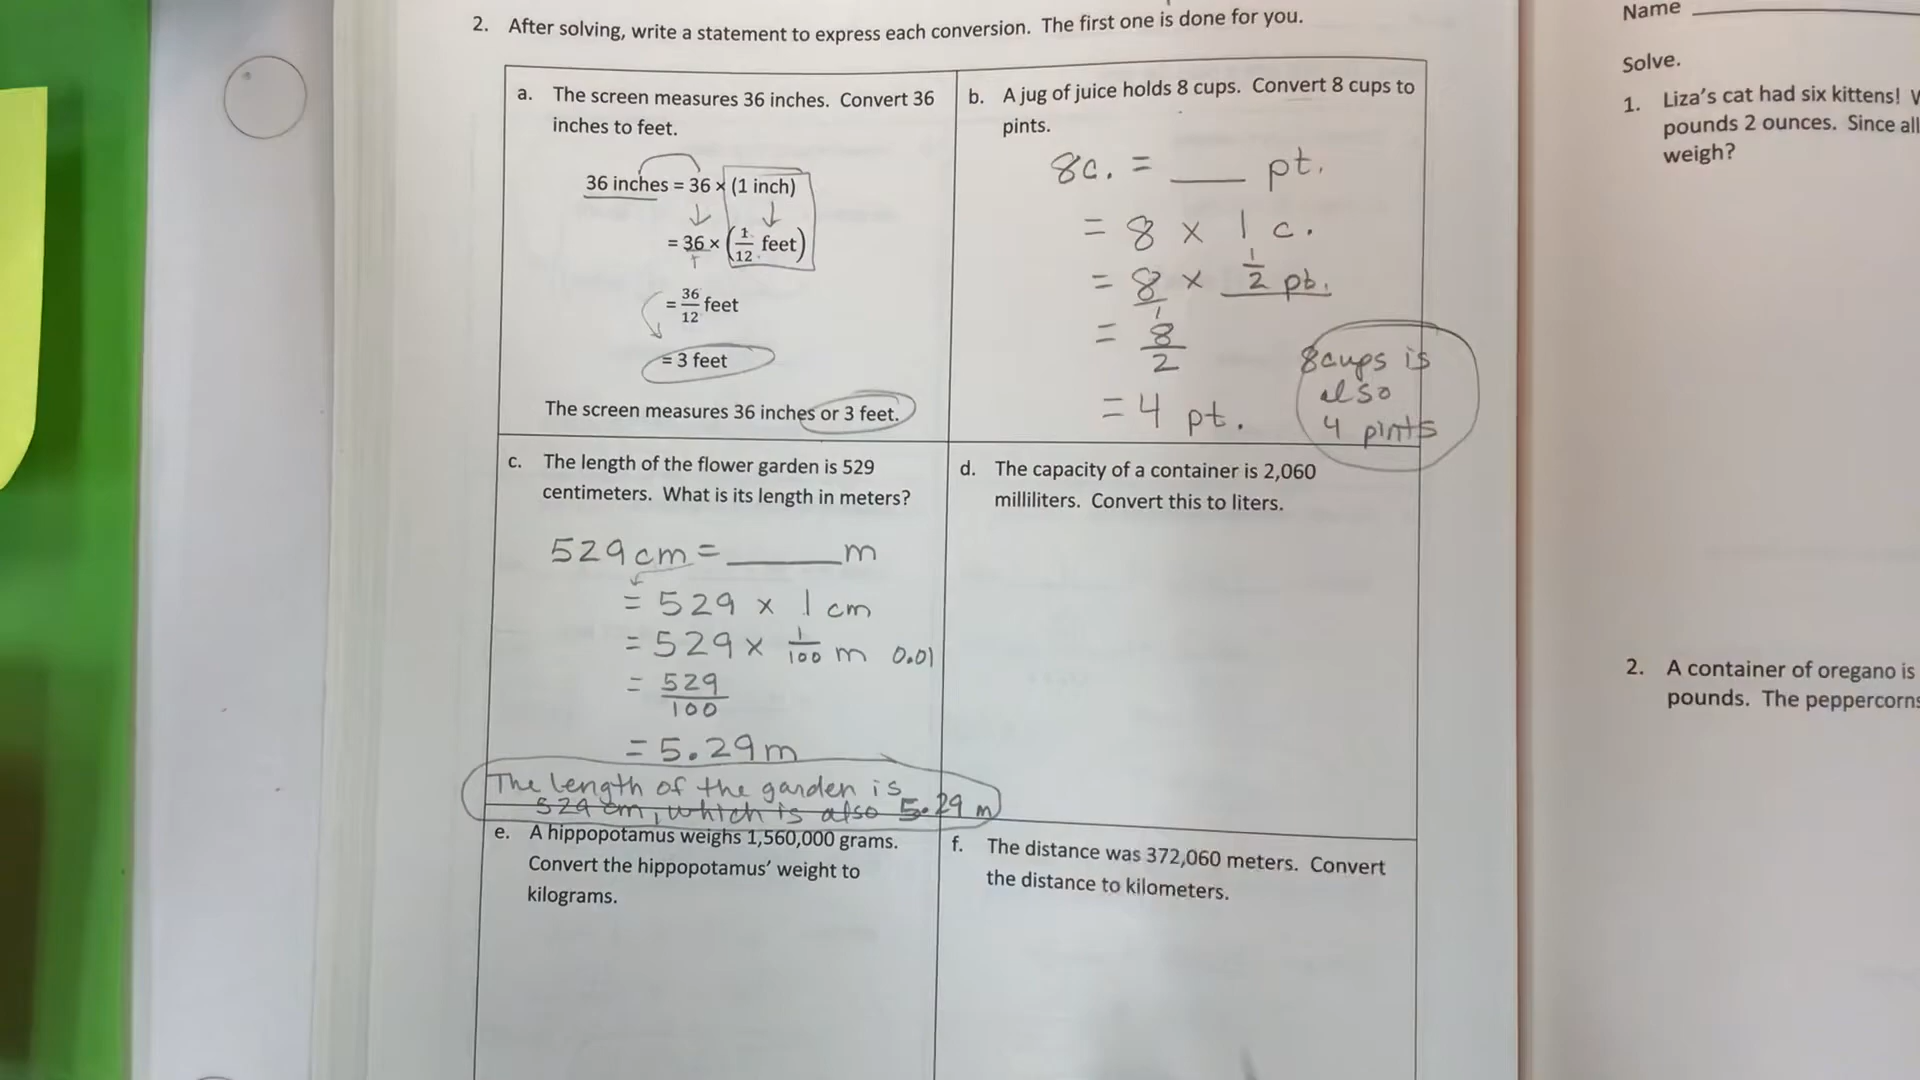 2. After solving, write a statement to express each conversion. The first one is done for you.
a. The screen measures 36 inches. Convert 36
inches to feet.
36 inches = 36 × (1 inch)
= 36 × (1/12 feet)
= 36/12 feet
= 3 feet
The screen measures 36 inches or 3 feet.
b. A jug of juice holds 8 cups. Convert 8 cups to
pints.
8c. = ___ pt.
= 8 × 1 c.
= 8/1 × 1/2 pt.
= 8/2
= 4 pt.
8cups is
also
4 pints
c. The length of the flower garden is 529
centimeters. What is its length in meters?
529 cm = ____ m
= 529 × 1 cm
= 529 × 1/100 m 0.01
= 529/100
= 5.29 m
The length of the garden is
529 cm, which is also 5.29 m
d. The capacity of a container is 2,060
milliliters. Convert this to liters.
e. A hippopotamus weighs 1,560,000 grams.
Convert the hippopotamus' weight to
kilograms.
f. The distance was 372,060 meters. Convert
the distance to kilometers.
Name
Solve.
1. Liza's cat had six kittens!
pounds 2 ounces. Since all
weigh?
2. A container of oregano is
pounds. The peppercorns